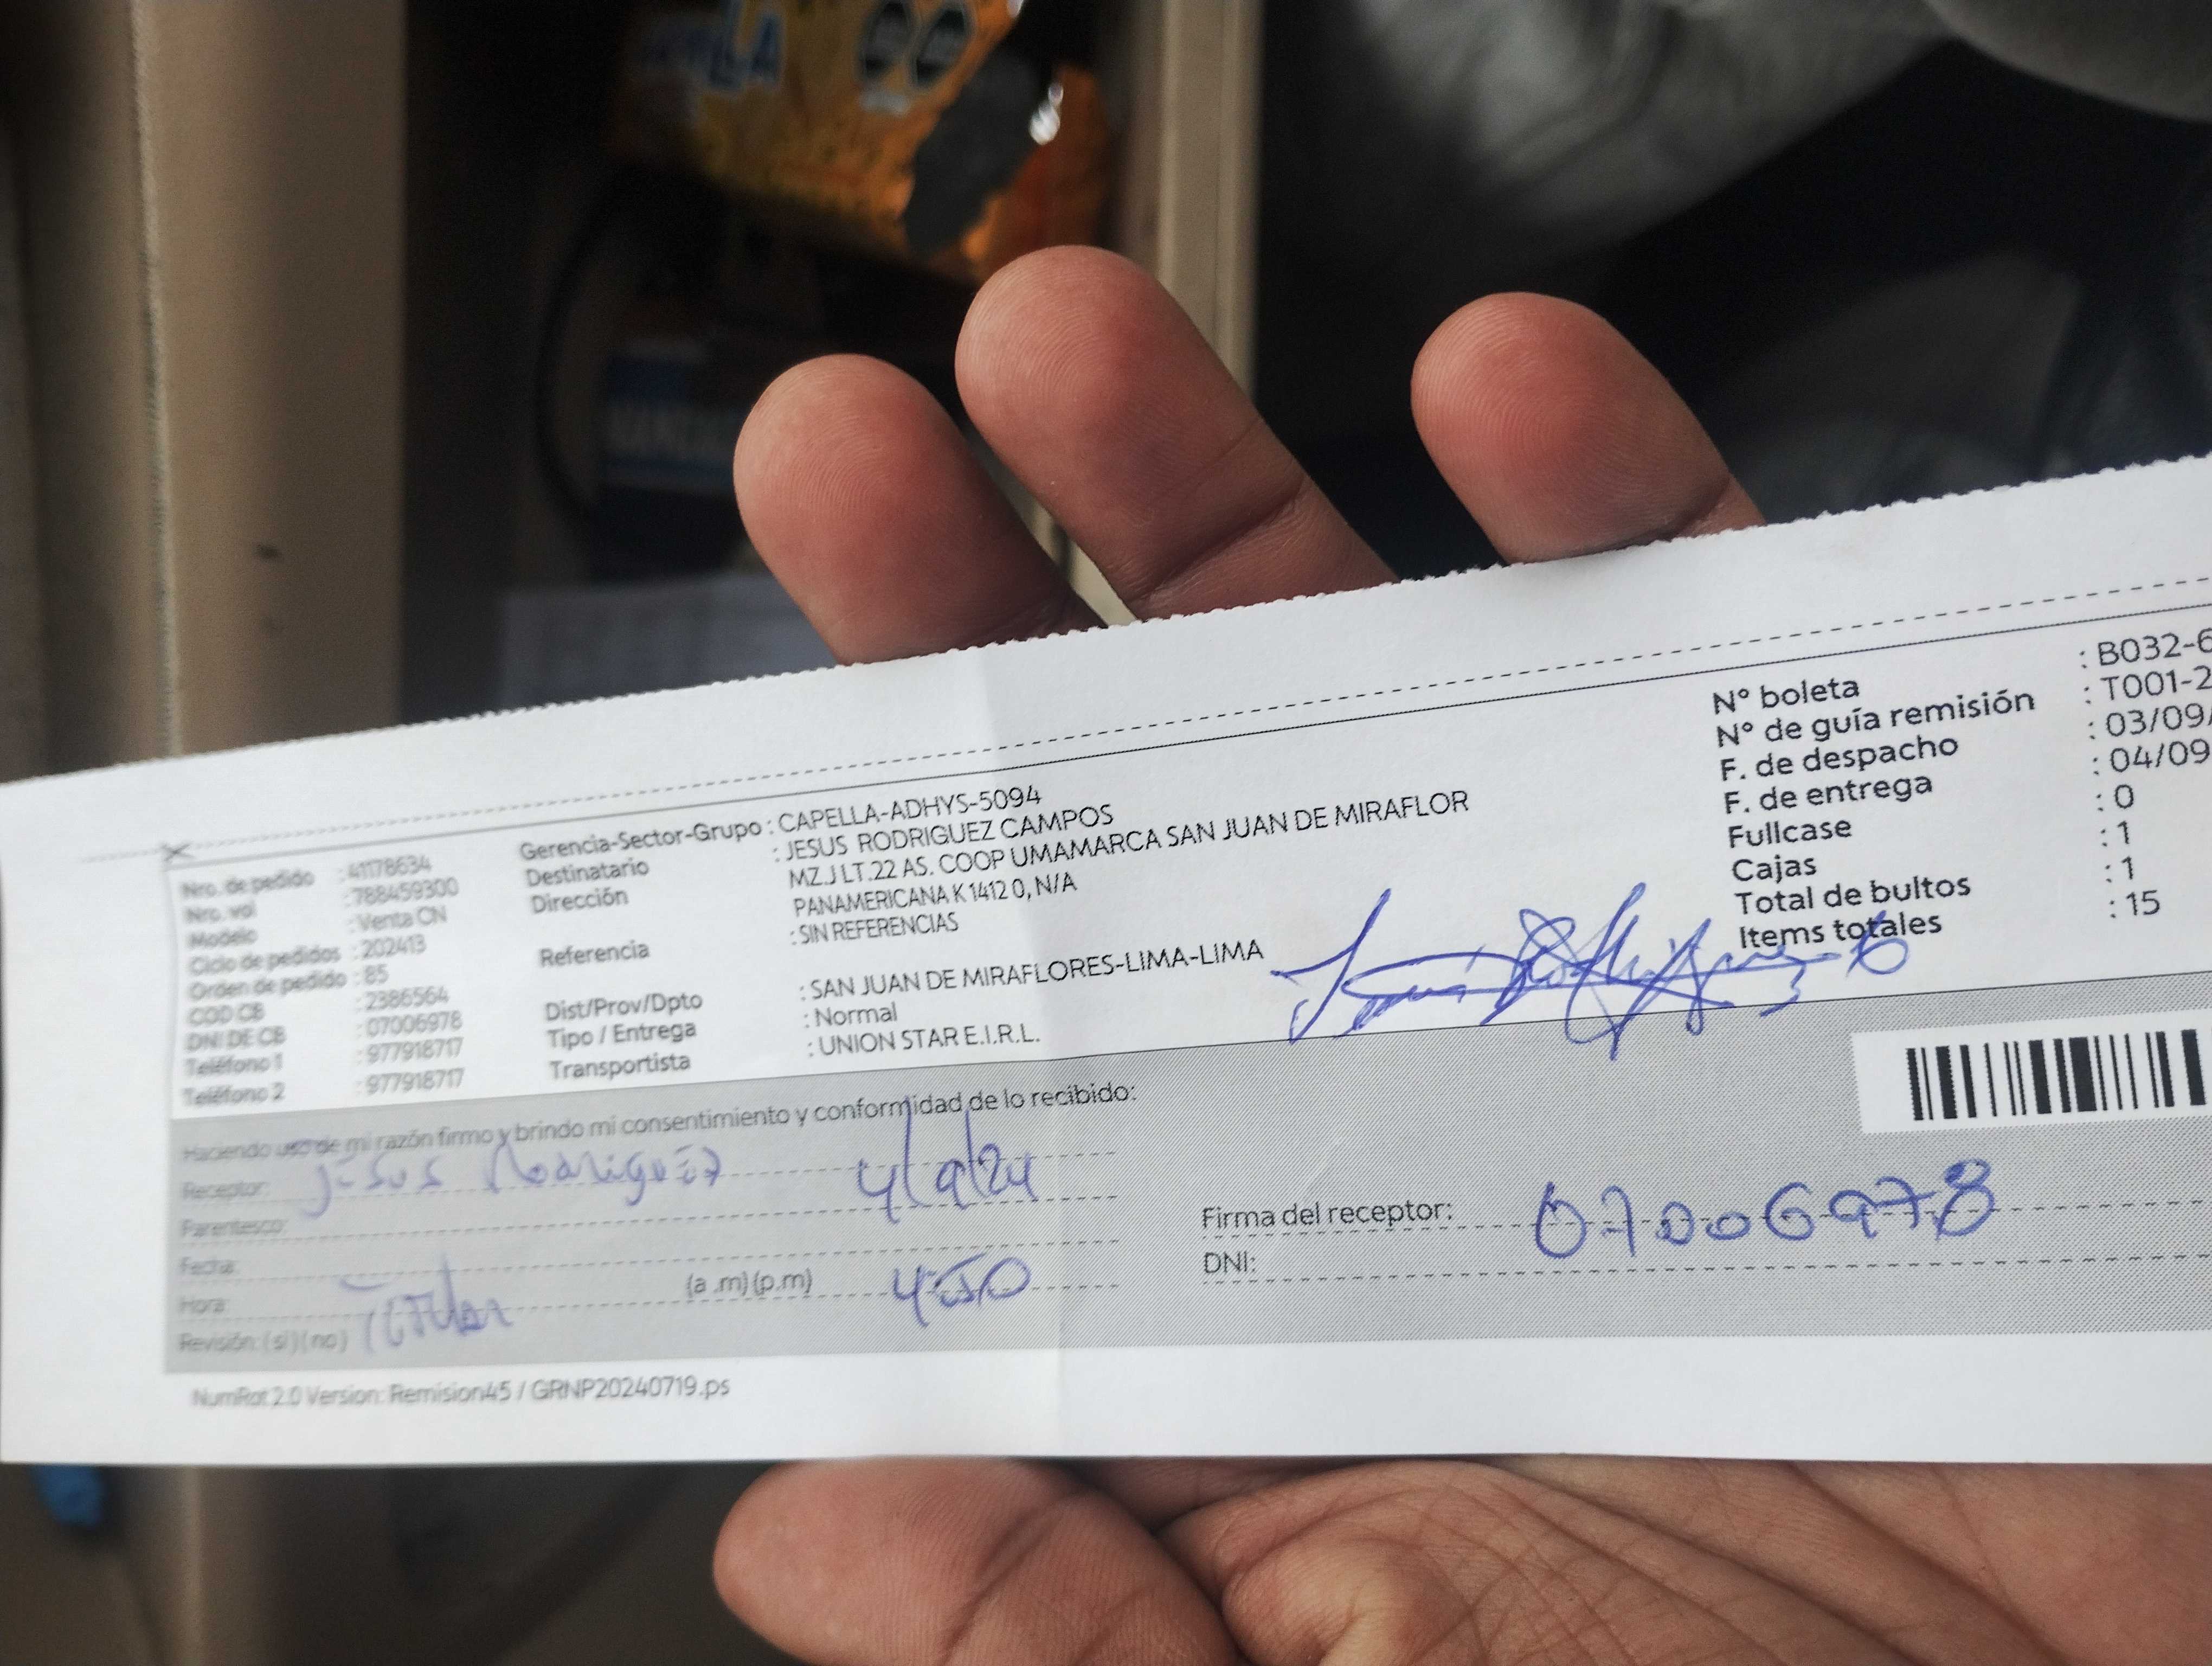 Nro. de pedido : 41178634
Nro. vol : 788459300
Modelo : Venta CN
Ciclo de pedidos : 202413
Orden de pedido : 85
COD CB : 2386564
DNI DE CB : 07006978
Teléfono 1 : 977918717
Teléfono 2 : 977918717
Gerencia-Sector-Grupo : CAPELLA-ADHYS-5094
Destinatario : JESUS RODRIGUEZ CAMPOS
Dirección MZ.J LT.22 AS. COOP UMAMARCA SAN JUAN DE MIRAFLOR
PANAMERICANA K 1412 0, N/A
Referencia : SIN REFERENCIAS
Dist/Prov/Dpto : SAN JUAN DE MIRAFLORES-LIMA-LIMA
Tipo / Entrega : Normal
Transportista : UNION STAR E.I.R.L.
N° boleta : B032-6
N° de guía remisión : T001-2
F. de despacho : 03/09/
F. de entrega : 04/09
Fullcase : 0
Cajas : 1
Total de bultos : 1
Items totales : 15
Haciendo uso de mi razón firmo y brindo mi consentimiento y conformidad de lo recibido:
Receptor: Jesus Rodriguez 4/9/24
Parentesco:
Fecha:
Hora: (a .m) (p.m) 4:50
Revisión: ( si ) ( no ) Titular
Firma del receptor: 07006978
DNI:
NumRot 2.0 Version: Remision45 / GRNP20240719.ps